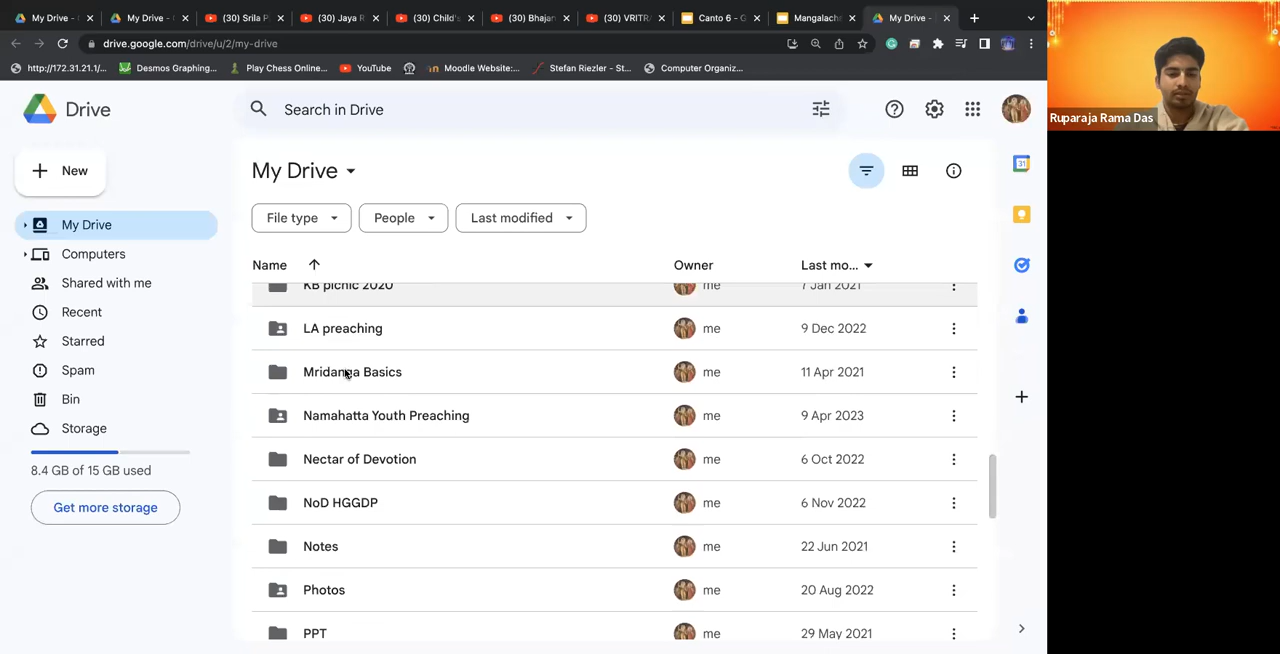 My Drive -
My Drive -
(30) Srila P
(30) Jaya R
(30) Child's
(30) Bhajan
(30) VRITRA
Canto 6 - G
Mangalacha
My Drive -
drive.google.com/drive/u/2/my-drive
http://172.31.21.1/...
Desmos Graphing...
Play Chess Online...
YouTube
Moodle Website:...
Stefan Riezler - St...
Computer Organiz...
Ruparaja Rama Das
Drive
Search in Drive
New
My Drive
File type
People
Last modified
My Drive
Computers
Shared with me
Recent
Starred
Spam
Bin
Storage
8.4 GB of 15 GB used
Get more storage
Name
Owner
Last mo...
KB picnic 2020
me
7 Jan 2021
LA preaching
me
9 Dec 2022
Mridanga Basics
me
11 Apr 2021
Namahatta Youth Preaching
me
9 Apr 2023
Nectar of Devotion
me
6 Oct 2022
NoD HGGDP
me
6 Nov 2022
Notes
me
22 Jun 2021
Photos
me
20 Aug 2022
PPT
me
29 May 2021
31